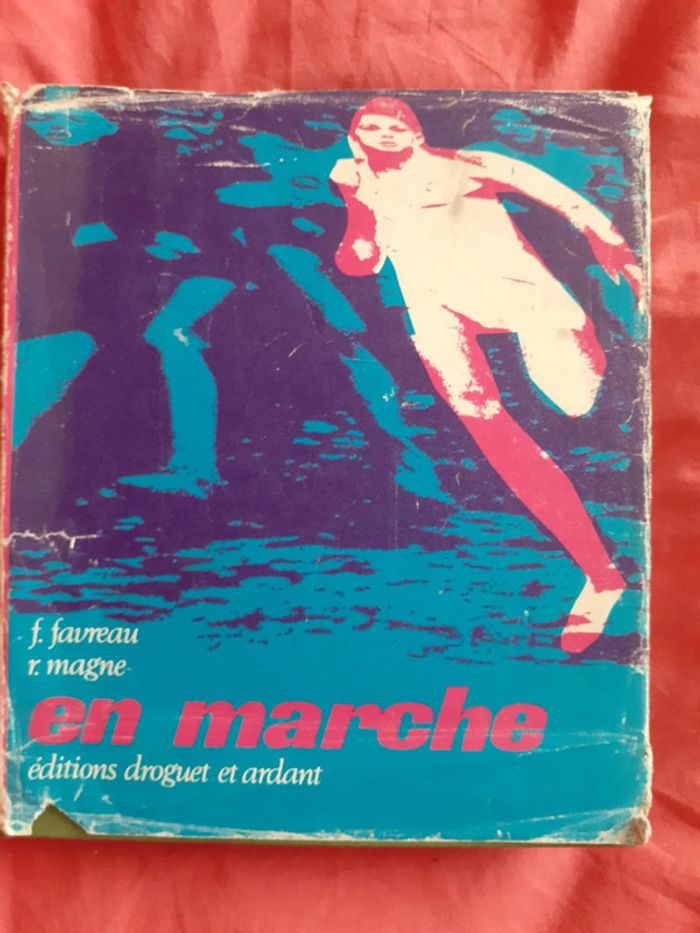 f. favreau
r. magne
en marche
éditions droguet et ardant